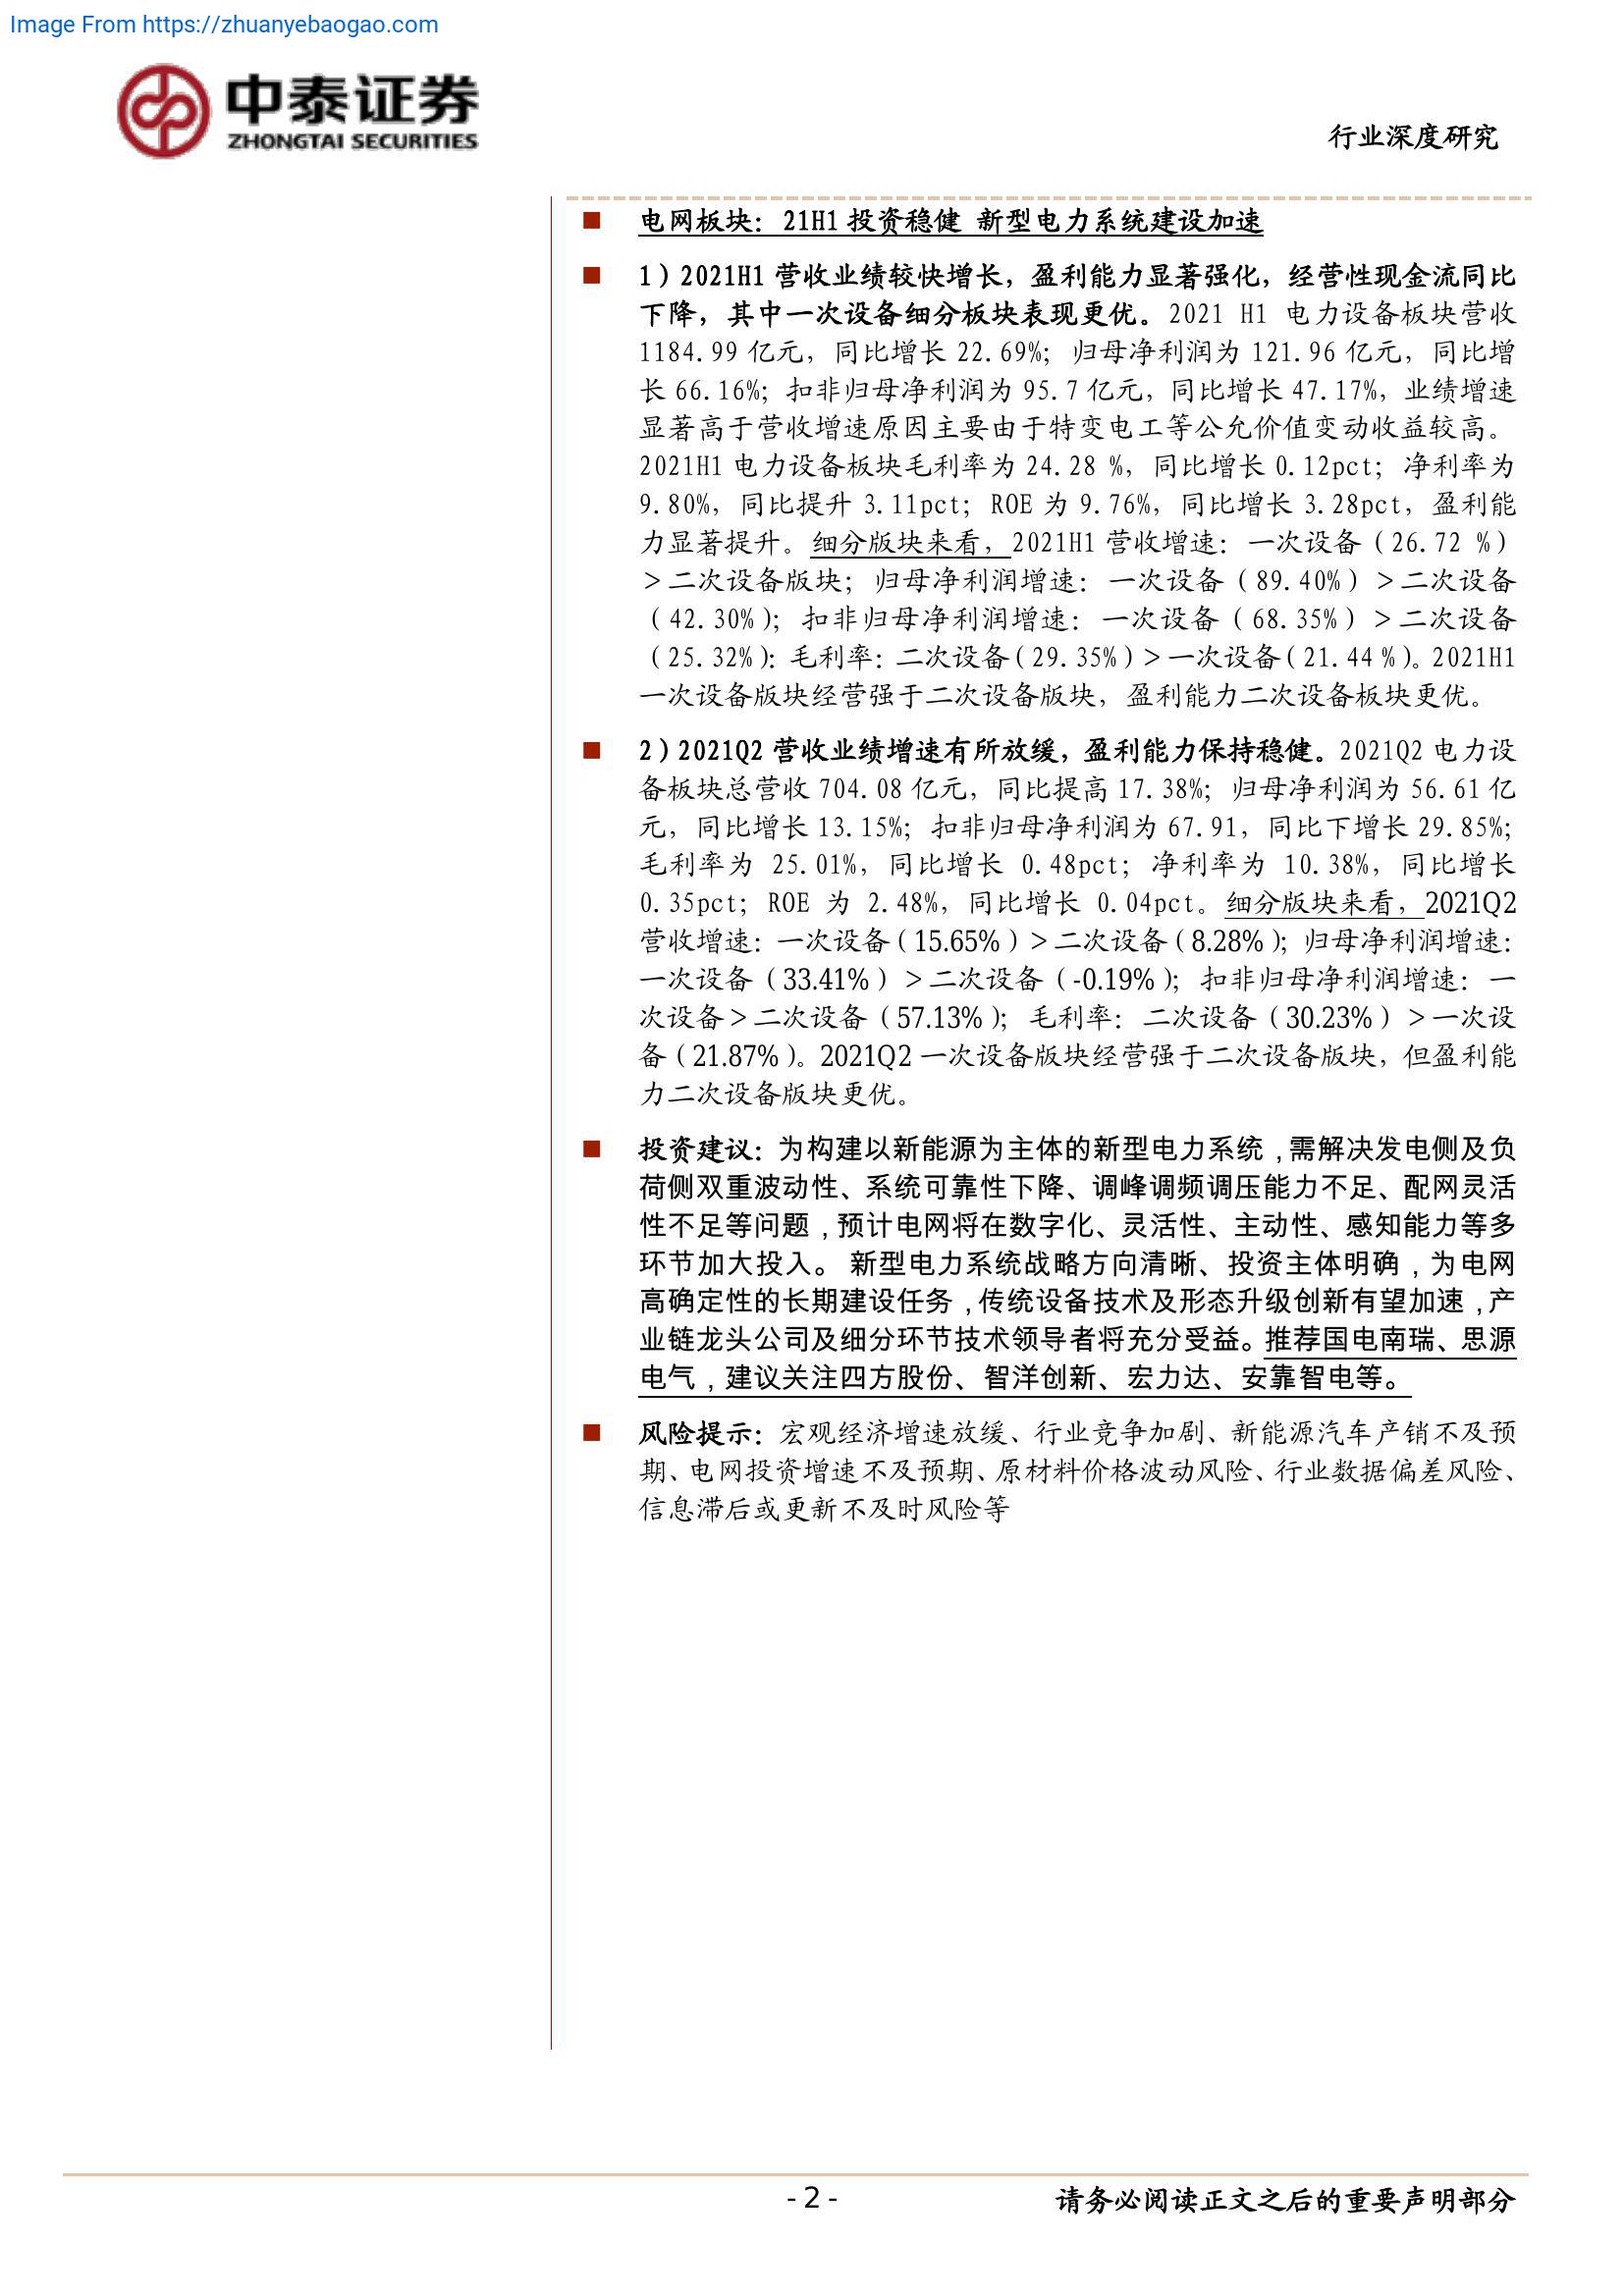 Image From https://zhuanyebaogao.com
中泰证券
ZHONGTAI SECURITIES
行业深度研究
电网板块：21H1 投资稳健 新型电力系统建设加速
1）2021H1 营收业绩较快增长，盈利能力显著强化，经营性现金流同比
下降，其中一次设备细分板块表现更优。2021 H1 电力设备板块营收
1184.99 亿元，同比增长 22.69%；归母净利润为 121.96 亿元，同比增
长 66.16%；扣非归母净利润为 95.7 亿元，同比增长 47.17%，业绩增速
显著高于营收增速原因主要由于特变电工等公允价值变动收益较高。
2021H1 电力设备板块毛利率为 24.28 %，同比增长 0.12pct；净利率为
9.80%，同比提升 3.11pct；ROE 为 9.76%，同比增长 3.28pct，盈利能
力显著提升。细分版块来看，2021H1 营收增速：一次设备（26.72 %）
＞二次设备版块；归母净利润增速：一次设备（89.40%）＞二次设备
（42.30%）；扣非归母净利润增速：一次设备（68.35%）＞二次设备
（25.32%）：毛利率：二次设备（29.35%）＞一次设备（21.44 %）。2021H1
一次设备版块经营强于二次设备版块，盈利能力二次设备板块更优。
2）2021Q2 营收业绩增速有所放缓，盈利能力保持稳健。2021Q2 电力设
备板块总营收 704.08 亿元，同比提高 17.38%；归母净利润为 56.61 亿
元，同比增长 13.15%；扣非归母净利润为 67.91，同比下增长 29.85%；
毛利率为 25.01%，同比增长 0.48pct；净利率为 10.38%，同比增长
0.35pct；ROE 为 2.48%，同比增长 0.04pct。细分版块来看，2021Q2
营收增速：一次设备（15.65%）＞二次设备（8.28%）；归母净利润增速：
一次设备（33.41%）＞二次设备（-0.19%）；扣非归母净利润增速：一
次设备＞二次设备（57.13%）；毛利率：二次设备（30.23%）＞一次设
备（21.87%）。2021Q2 一次设备版块经营强于二次设备版块，但盈利能
力二次设备版块更优。
投资建议：为构建以新能源为主体的新型电力系统，需解决发电侧及负
荷侧双重波动性、系统可靠性下降、调峰调频调压能力不足、配网灵活
性不足等问题，预计电网将在数字化、灵活性、主动性、感知能力等多
环节加大投入。 新型电力系统战略方向清晰、投资主体明确，为电网
高确定性的长期建设任务，传统设备技术及形态升级创新有望加速，产
业链龙头公司及细分环节技术领导者将充分受益。推荐国电南瑞、思源
电气，建议关注四方股份、智洋创新、宏力达、安靠智电等。
风险提示：宏观经济增速放缓、行业竞争加剧、新能源汽车产销不及预
期、电网投资增速不及预期、原材料价格波动风险、行业数据偏差风险、
信息滞后或更新不及时风险等
- 2 -
请务必阅读正文之后的重要声明部分